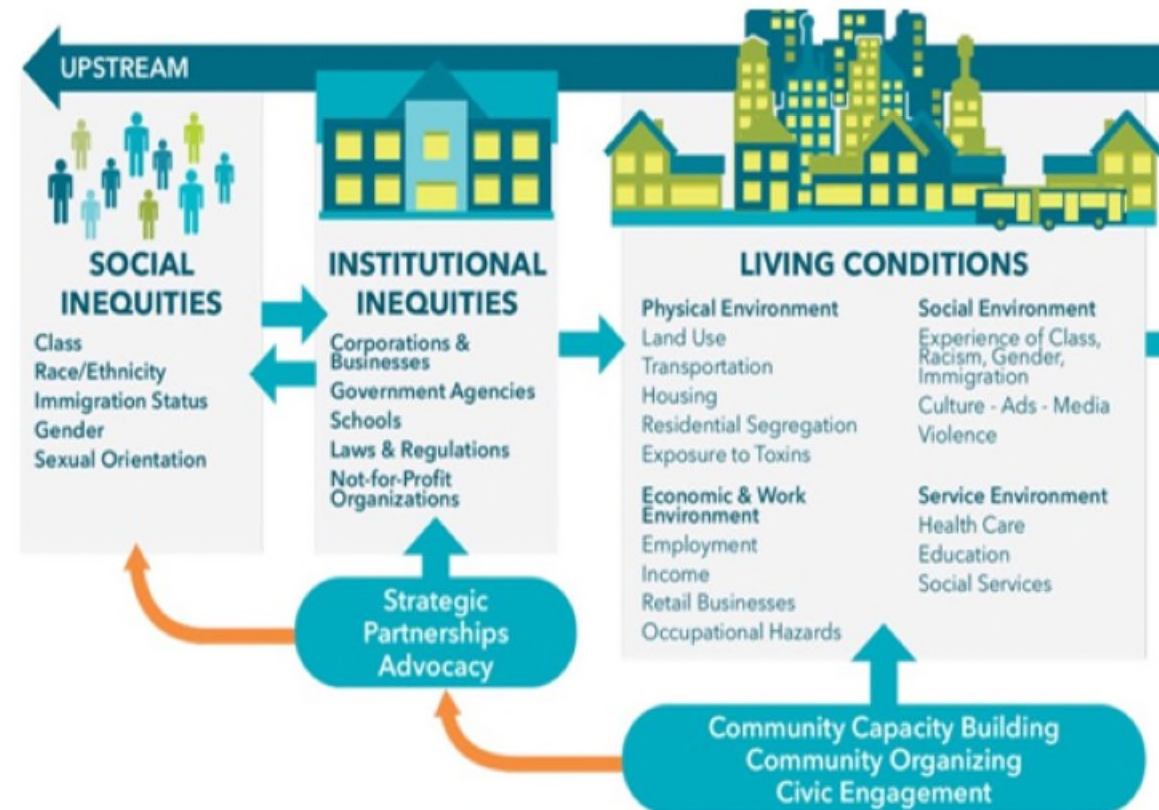 UPSTREAM
SOCIAL
INEQUITIES
Class
Race/Ethnicity
Immigration Status
Gender
Sexual Orientation
INSTITUTIONAL
INEQUITIES
Corporations &
Businesses
Government Agencies
Schools
Laws & Regulations
Not-for-Profit
Organizations
Strategic
Partnerships
Advocacy
LIVING CONDITIONS
Physical Environment
Land Use
Transportation
Housing
Residential Segregation
Exposure to Toxins
Economic & Work
Environment
Employment
Income
Retail Businesses
Occupational Hazards
Social Environment
Experience of Class,
Racism, Gender,
Immigration
Culture - Ads - Media
Violence
Service Environment
Health Care
Education
Social Services
Community Capacity Building
Community Organizing
Civic Engagement